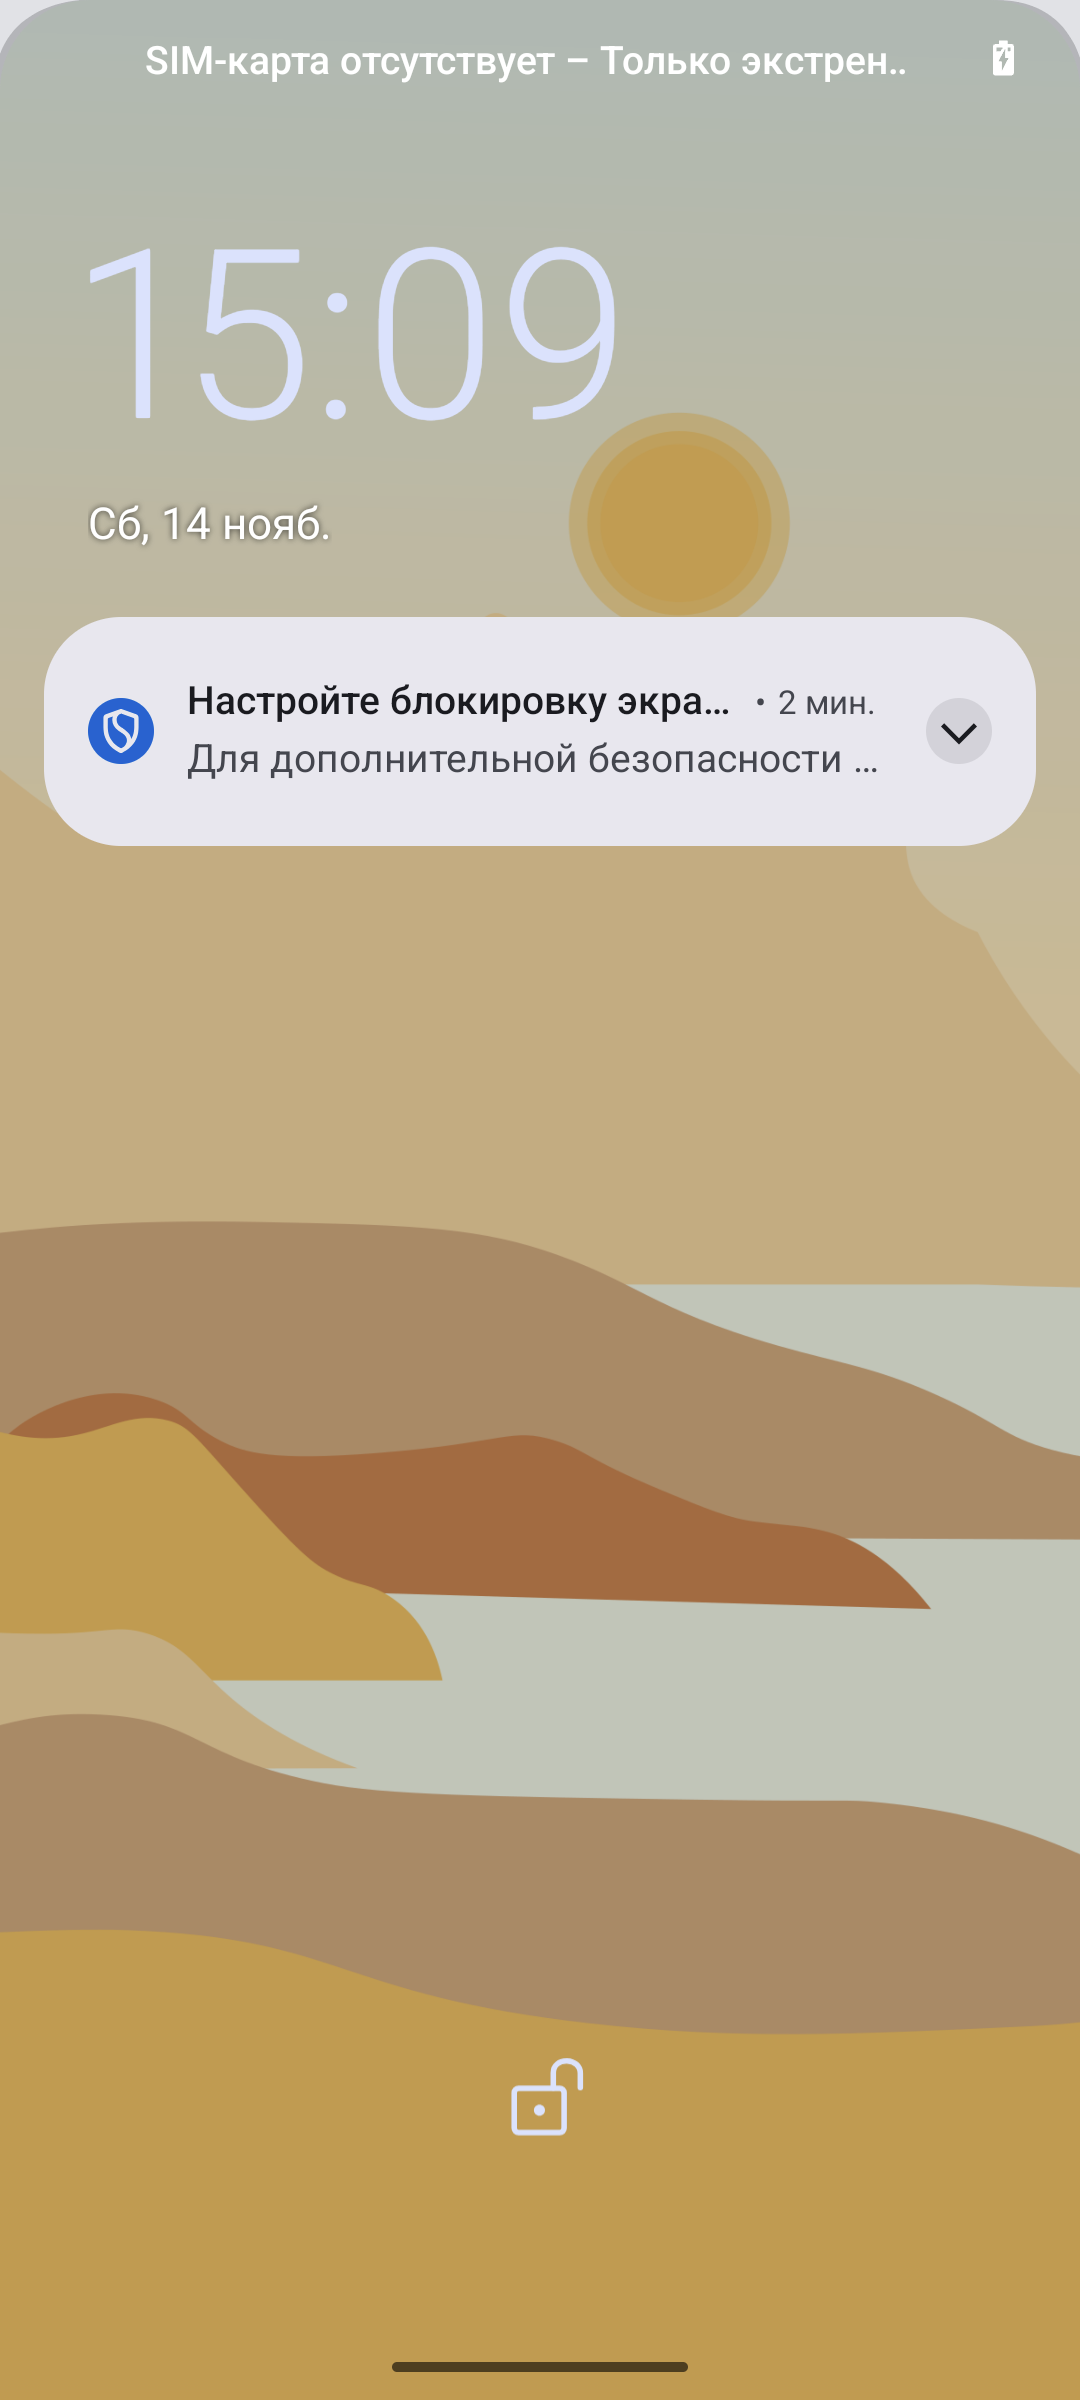 SIM-карта отсутствует – Только экстрен..
15:09
Сб, 14 нояб.
Настройте блокировку экра… • 2 мин.
Для дополнительной безопасности …